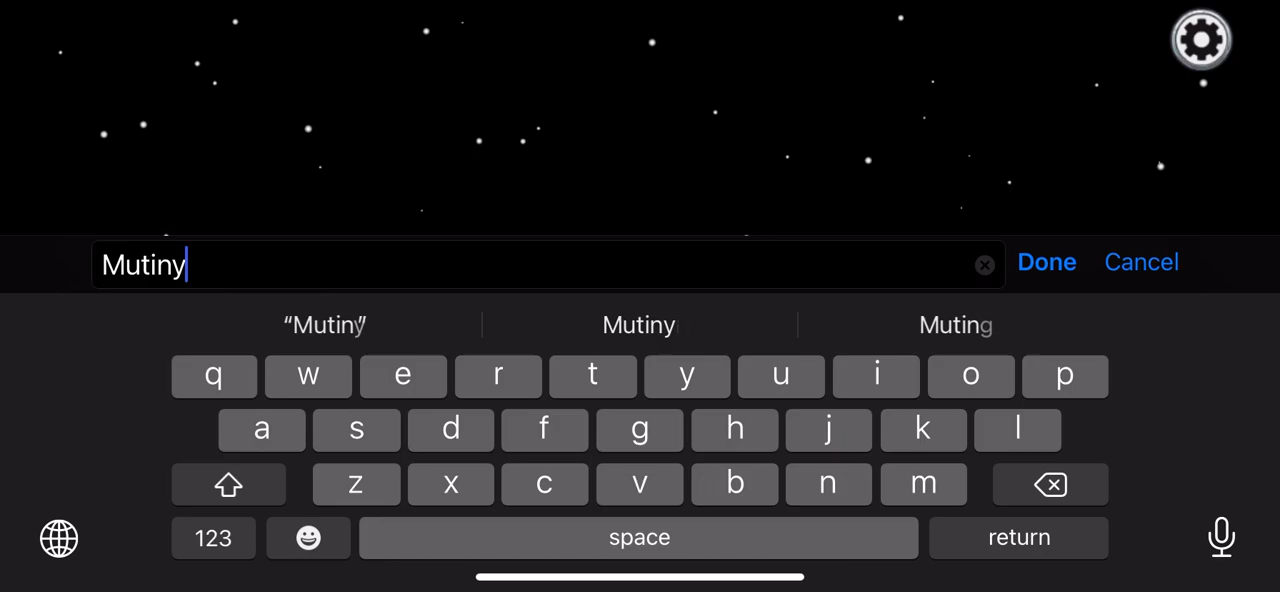 Mutiny
Done
Cancel
“Mutiny”
Mutiny
Muting
q w e r t y u i o p
a s d f g h j k l
z x c v b n m
123
space
return